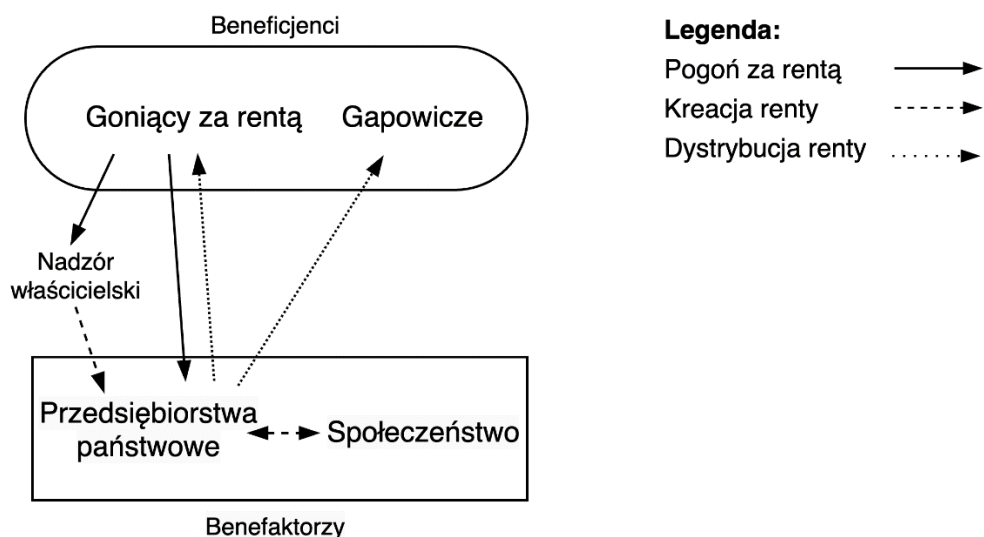 Beneficjenci
Goniący za rentą
Gapowicze
Nadzór
właścicielski
Przedsiębiorstwa
państwowe
Społeczeństwo
Benefaktorzy
Legenda:
Pogoń za rentą
Kreacja renty
Dystrybucja renty